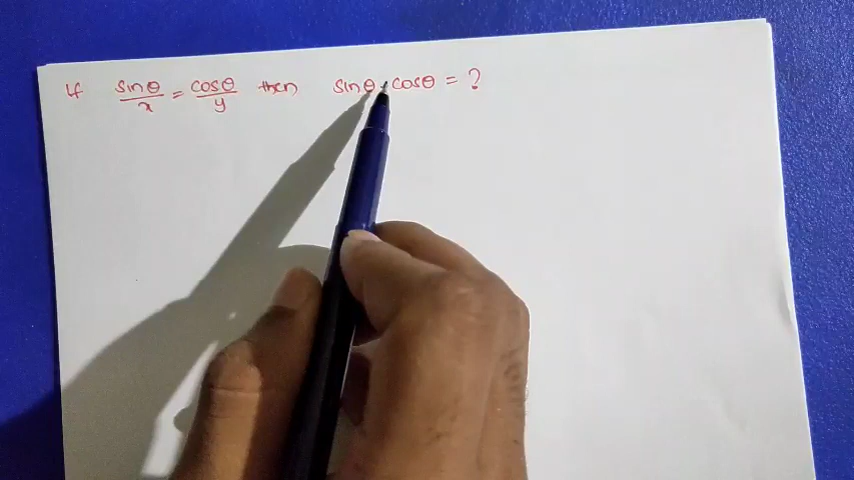 If sinθ/x = cosθ/y then sinθ cosθ = ?